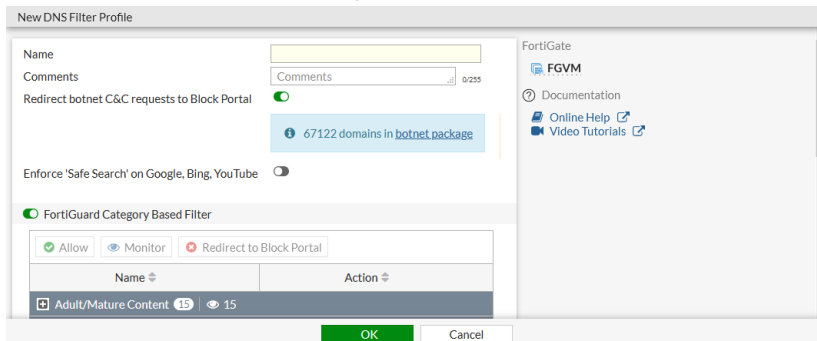 New DNS Filter Profile
Name
Comments
Comments 0/255
Redirect botnet C&C requests to Block Portal
67122 domains in botnet package
Enforce 'Safe Search' on Google, Bing, YouTube
FortiGuard Category Based Filter
Allow Monitor Redirect to Block Portal
Name Action
Adult/Mature Content 15 15
OK Cancel
FortiGate
FGVM
Documentation
Online Help
Video Tutorials